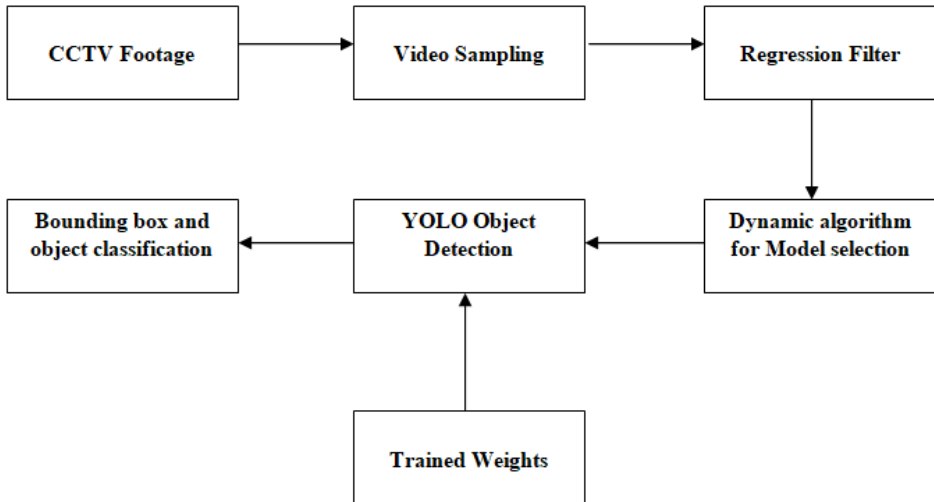 CCTV Footage
Video Sampling
Regression Filter
Bounding box and
object classification
YOLO Object
Detection
Dynamic algorithm
for Model selection
Trained Weights